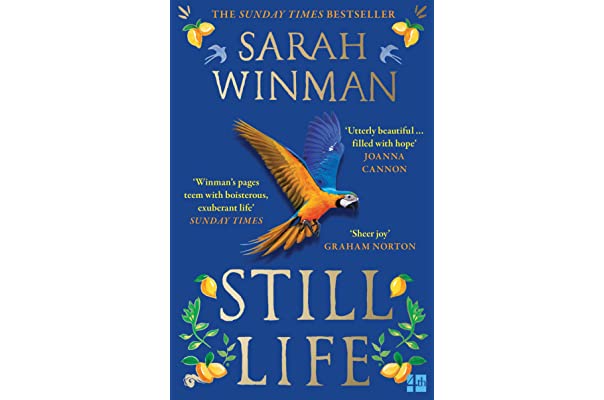 THE SUNDAY TIMES BESTSELLER
SARAH
WINMAN
‘Utterly beautiful ...
filled with hope’
JOANNA
CANNON
‘Winman’s pages
teem with boisterous,
exuberant life’
SUNDAY TIMES
‘Sheer joy’
GRAHAM NORTON
STILL
LIFE
4th